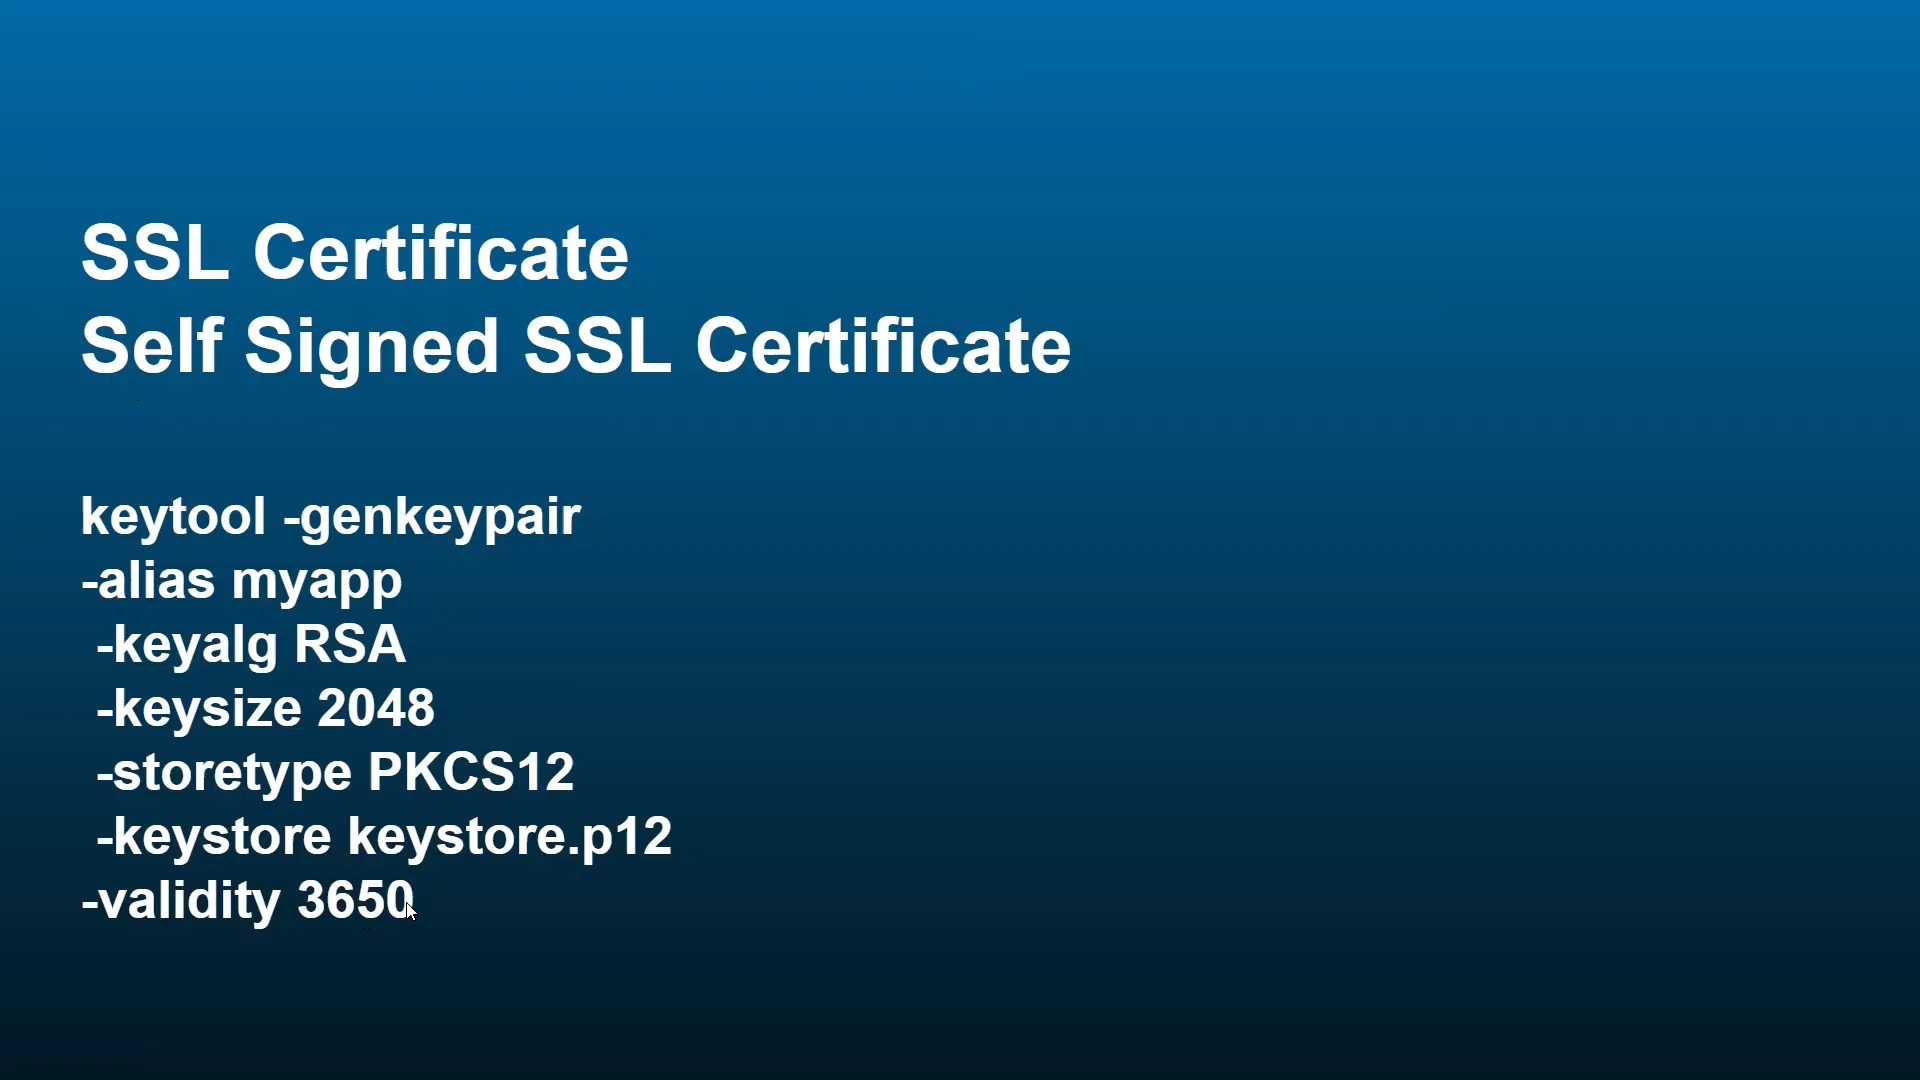 SSL Certificate
Self Signed SSL Certificate
keytool -genkeypair
-alias myapp
-keyalg RSA
-keysize 2048
-storetype PKCS12
-keystore keystore.p12
-validity 3650